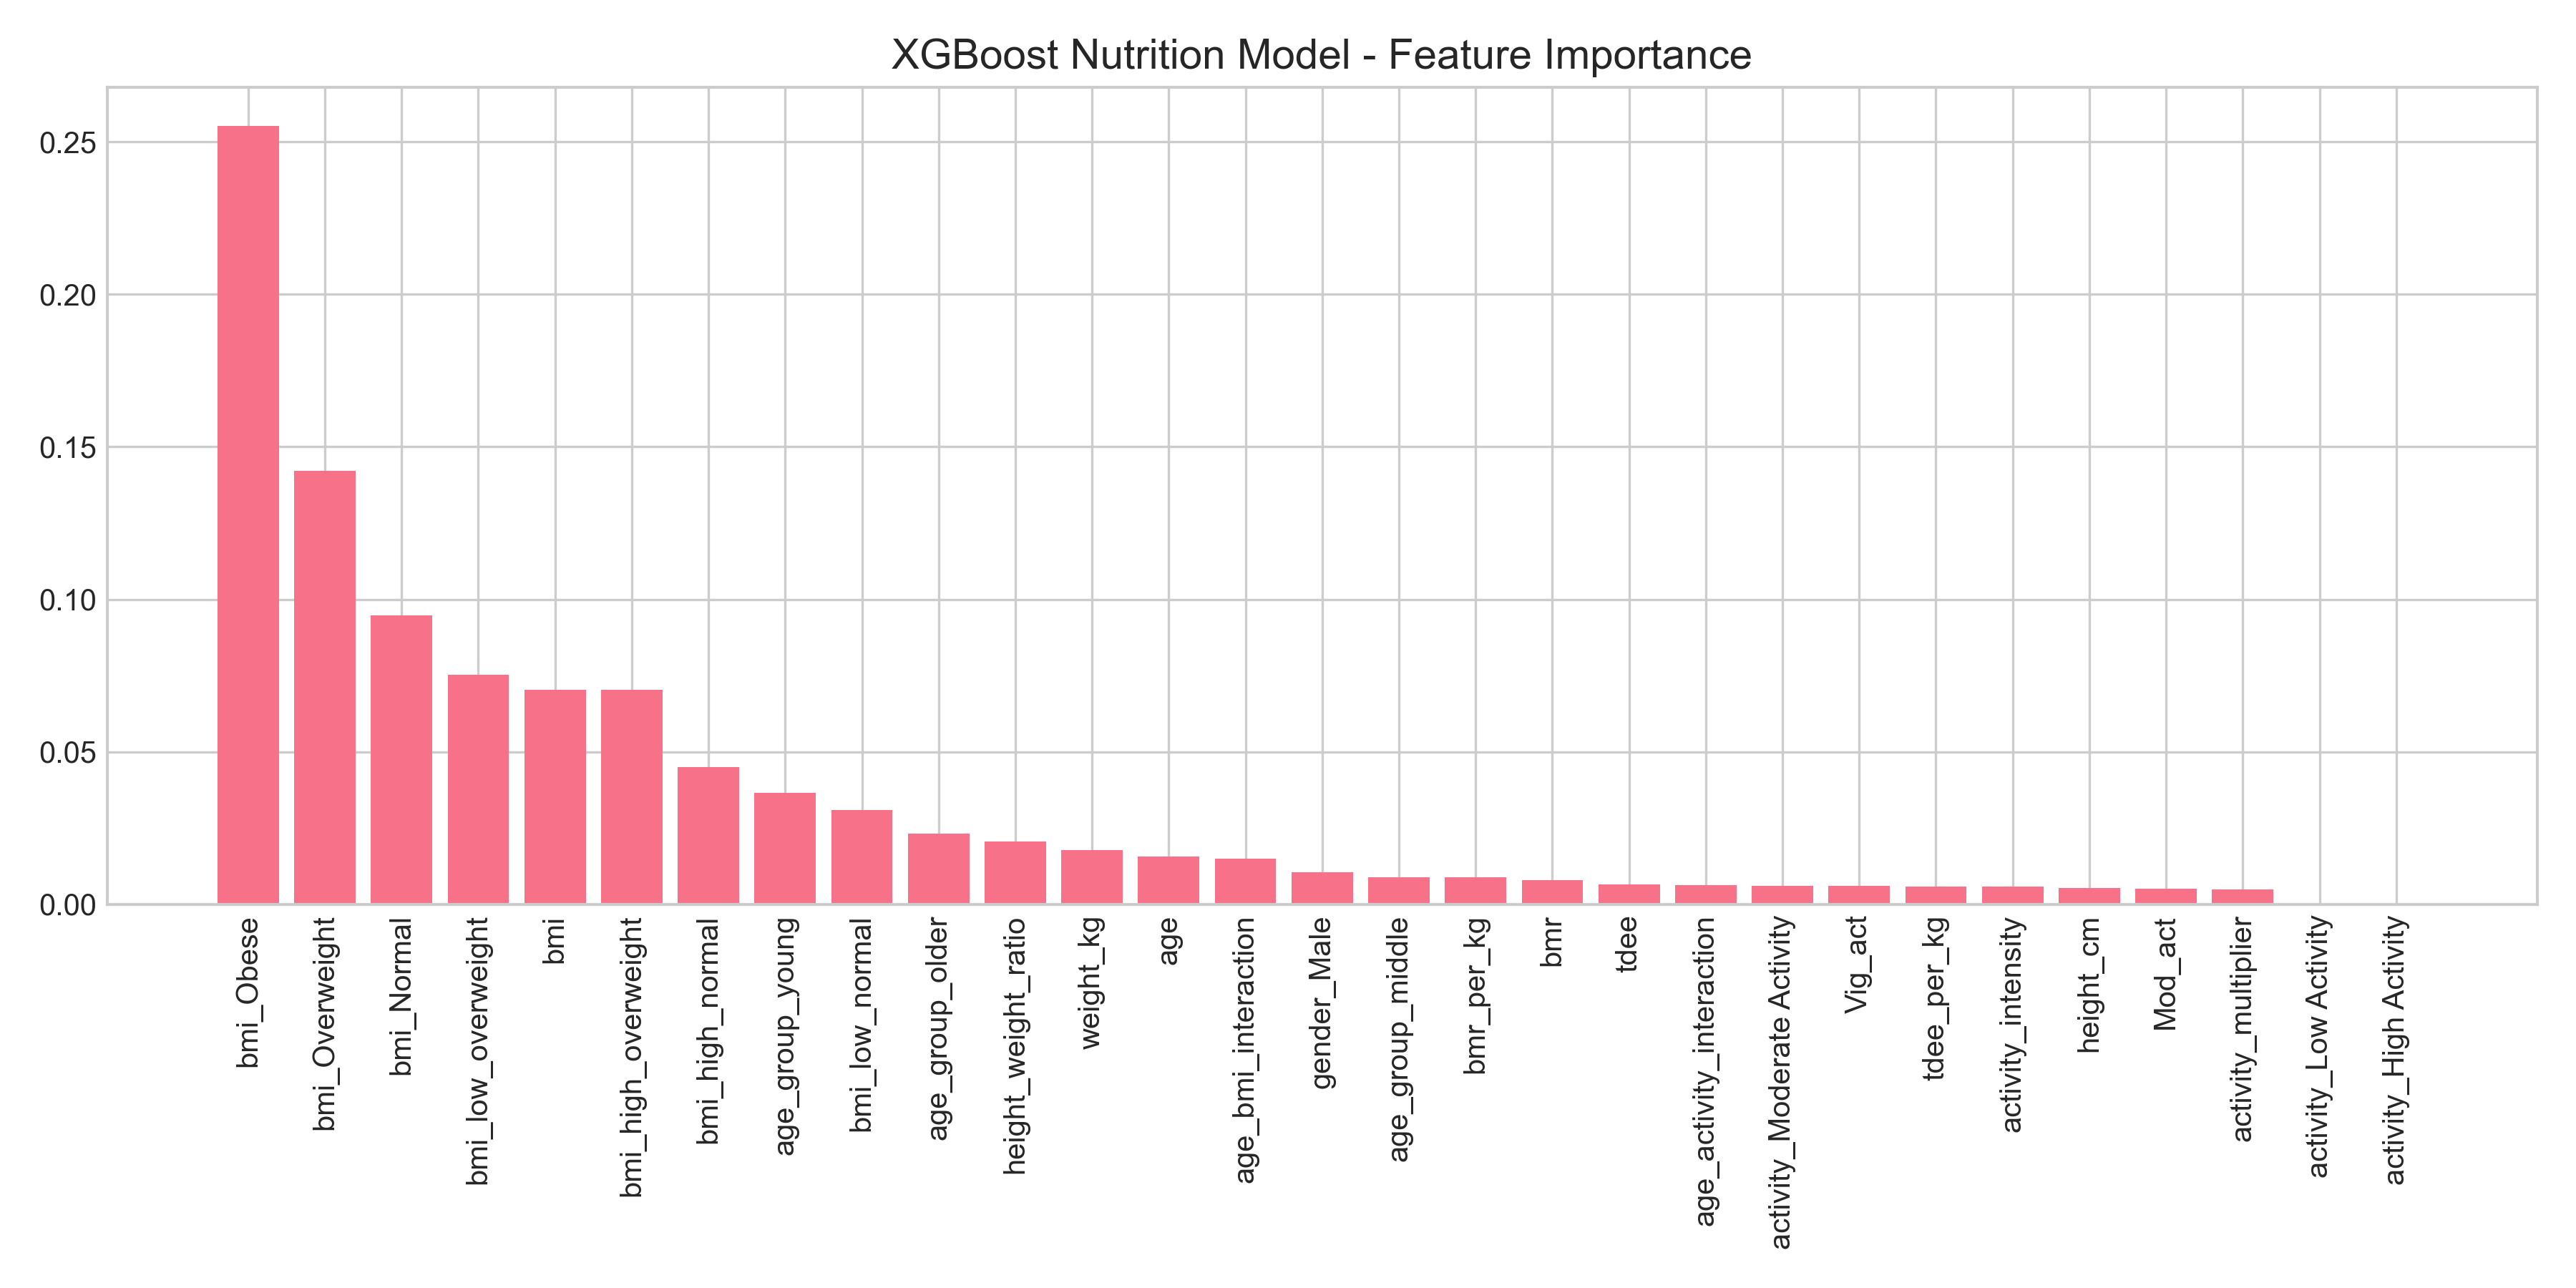 XGBoost Nutrition Model - Feature Importance
0.25
0.20
0.15
0.10
0.05
0.00
bmi_Obese
bmi_Overweight
bmi_Normal
bmi_low_overweight
bmi
bmi_high_overweight
bmi_high_normal
age_group_young
bmi_low_normal
age_group_older
height_weight_ratio
weight_kg
age
age_bmi_interaction
gender_Male
age_group_middle
bmr_per_kg
bmr
tdee
age_activity_interaction
activity_Moderate Activity
Vig_act
tdee_per_kg
activity_intensity
height_cm
Mod_act
activity_multiplier
activity_Low Activity
activity_High Activity